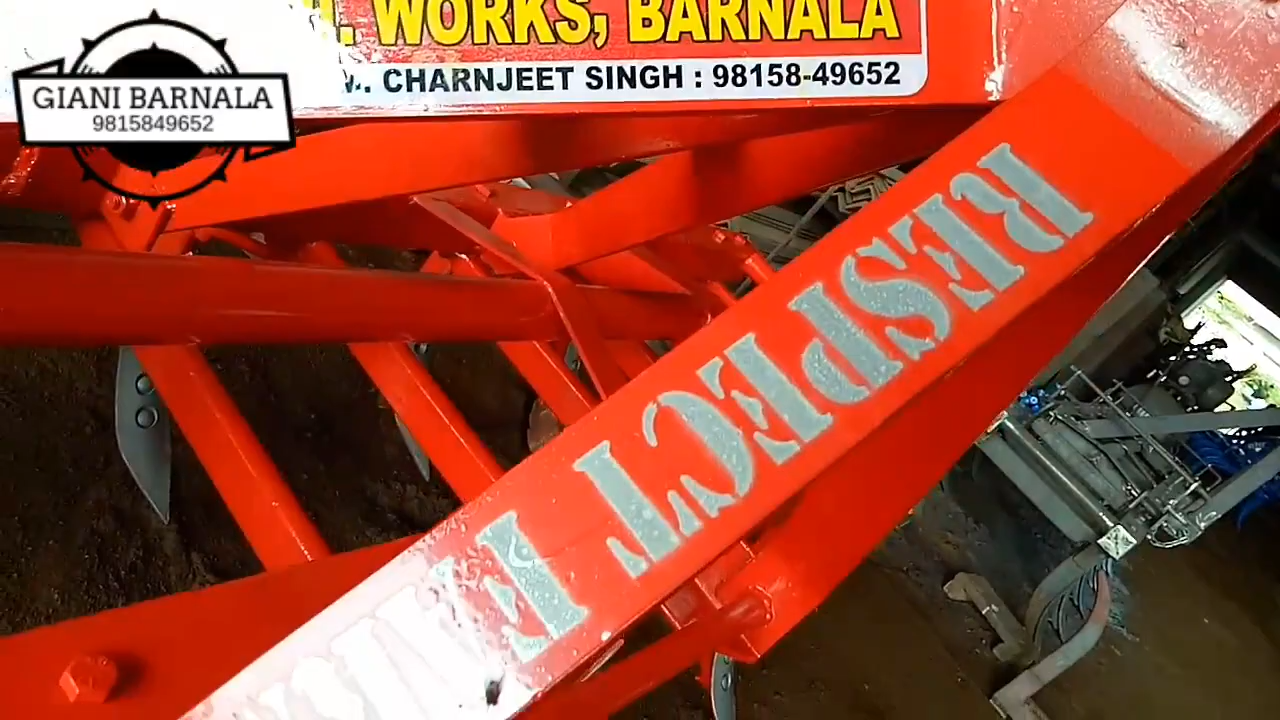 WORKS, BARNALA
CHARNJEET SINGH : 98158-49652
GIANI BARNALA
9815849652
RESPECT